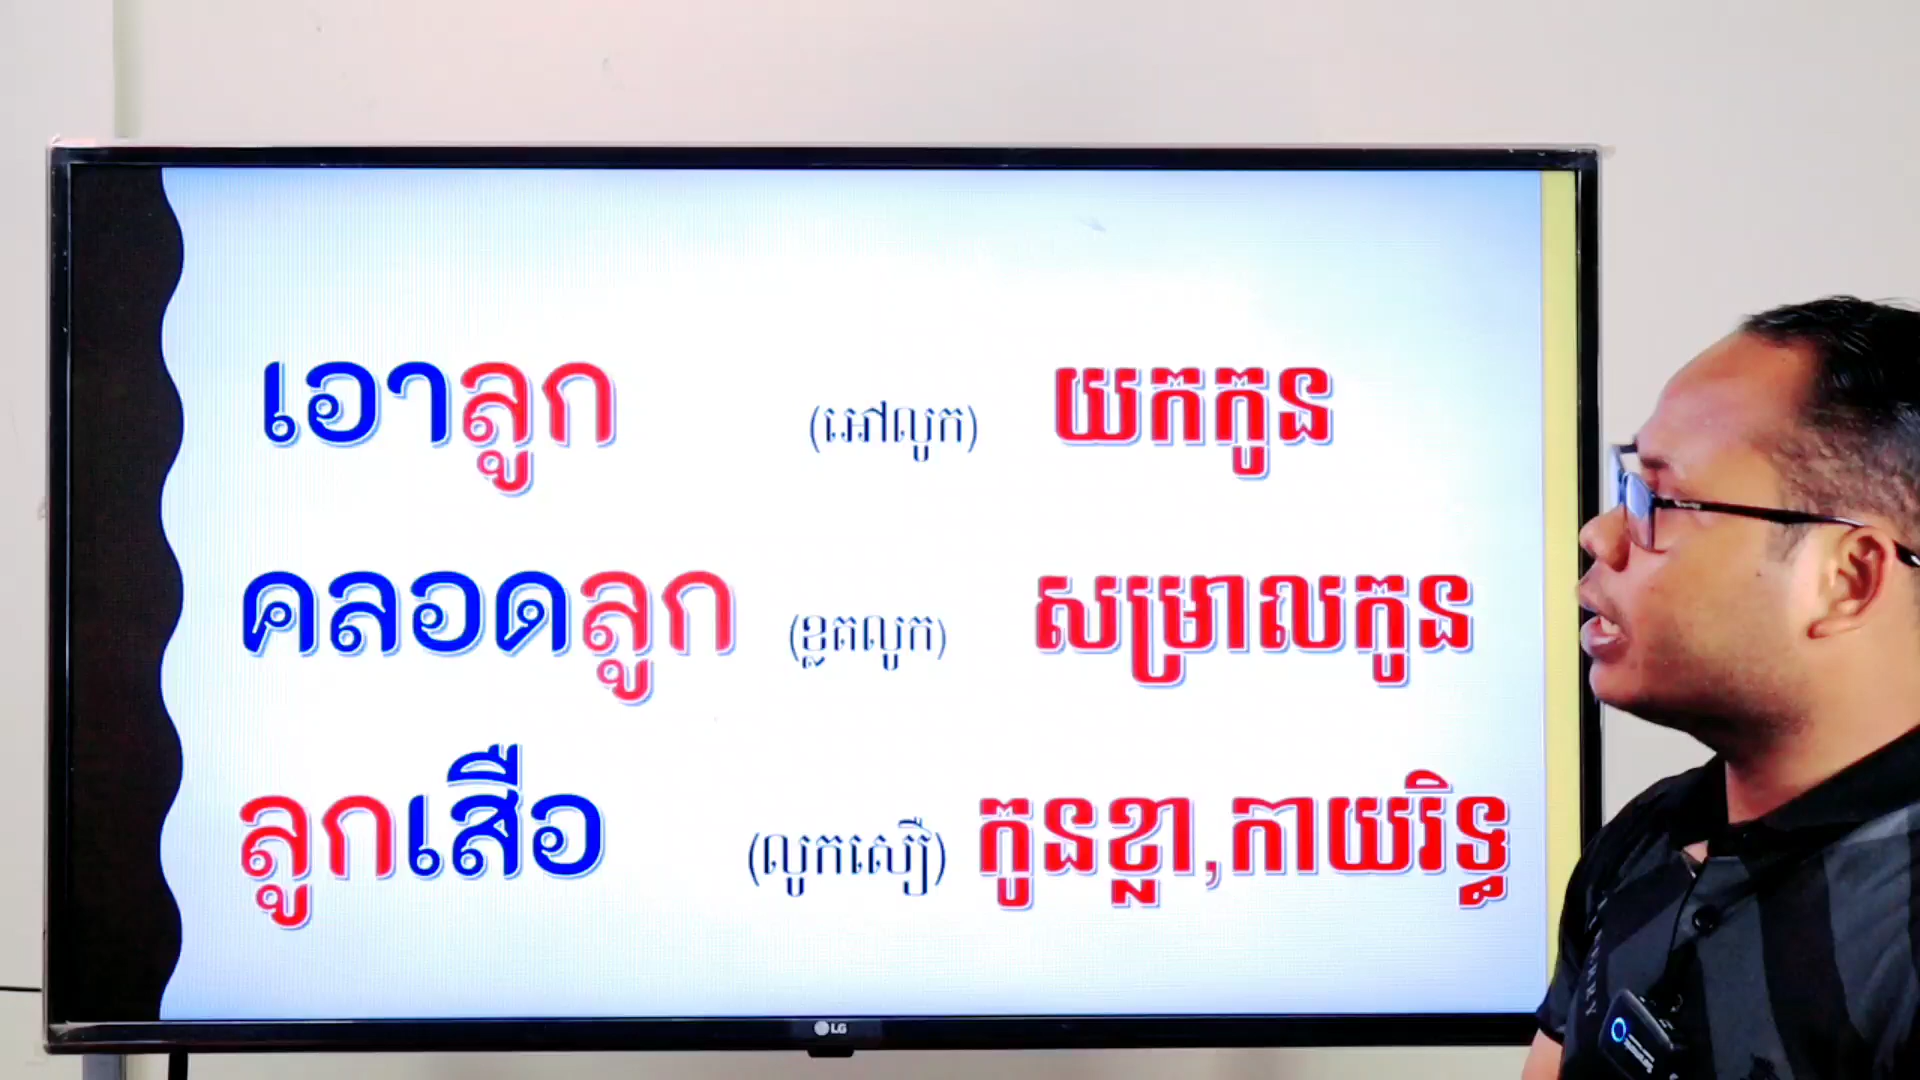 เอาลูก (អៅលូក) យកកូន
คลอดลูก (ខ្លតលូក) សម្រាលកូន
ลูกเสือ (លូកសឿ) កូនខ្លា,កាយរិទ្ធ
LG